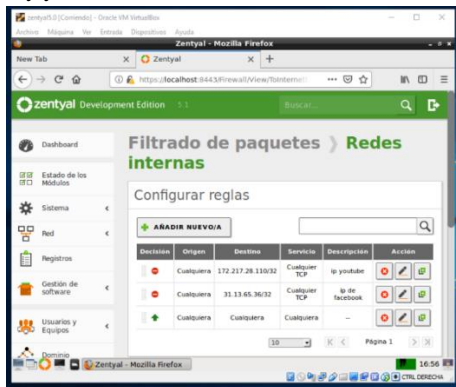 zentyal5.0 [Corriendo] - Oracle VM VirtualBox
Archivo Máquina Ver Entrada Dispositivos Ayuda
Zentyal - Mozilla Firefox
New Tab
Zentyal
https://localhost:8443/Firewall/View/ToInternet
zentyal Development Edition 5.1
Buscar...
Dashboard
Estado de los
Módulos
Sistema
Red
Registros
Gestión de
software
Usuarios y
Equipos
Dominio
Filtrado de paquetes Redes
internas
Configurar reglas
AÑADIR NUEVO/A
Decisión Origen Destino Servicio Descripción Acción
Cualquiera 172.217.28.110/32 Cualquier TCP ip youtube
Cualquiera 31.13.65.36/32 Cualquier TCP ip de facebook
Cualquiera Cualquiera Cualquiera --
10 Página 1
Zentyal - Mozilla Firefox
16:56
CTRL DERECHA